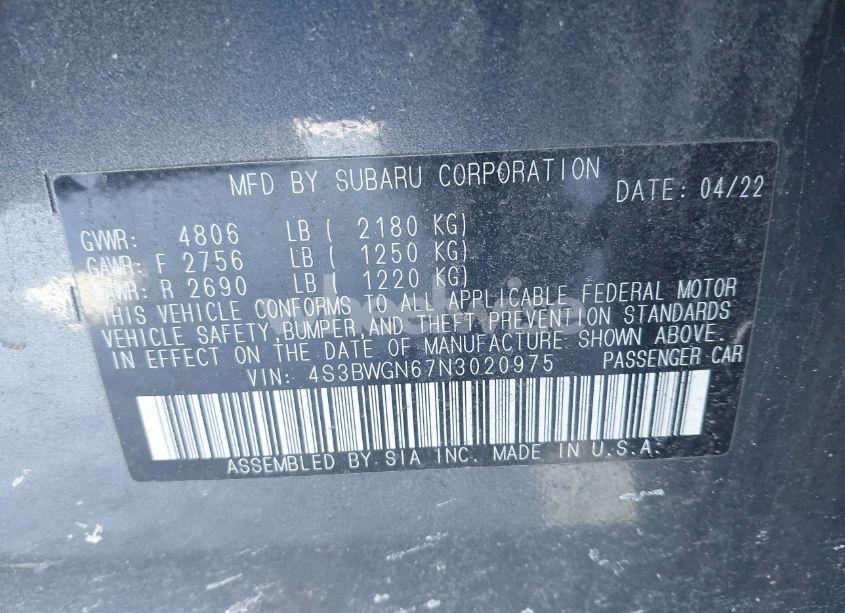 MFD BY SUBARU CORPORATION DATE: 04/22
GVWR: 4806 LB ( 2180 KG)
GAWR: F 2756 LB ( 1250 KG)
GAWR: R 2690 LB ( 1220 KG)
THIS VEHICLE CONFORMS TO ALL APPLICABLE FEDERAL MOTOR
VEHICLE SAFETY,BUMPER,AND THEFT PREVENTION STANDARDS
IN EFFECT ON THE DATE OF MANUFACTURE SHOWN ABOVE.
VIN: 4S3BWGN67N3020975 PASSENGER CAR
ASSEMBLED BY SIA INC. MADE IN U.S.A.